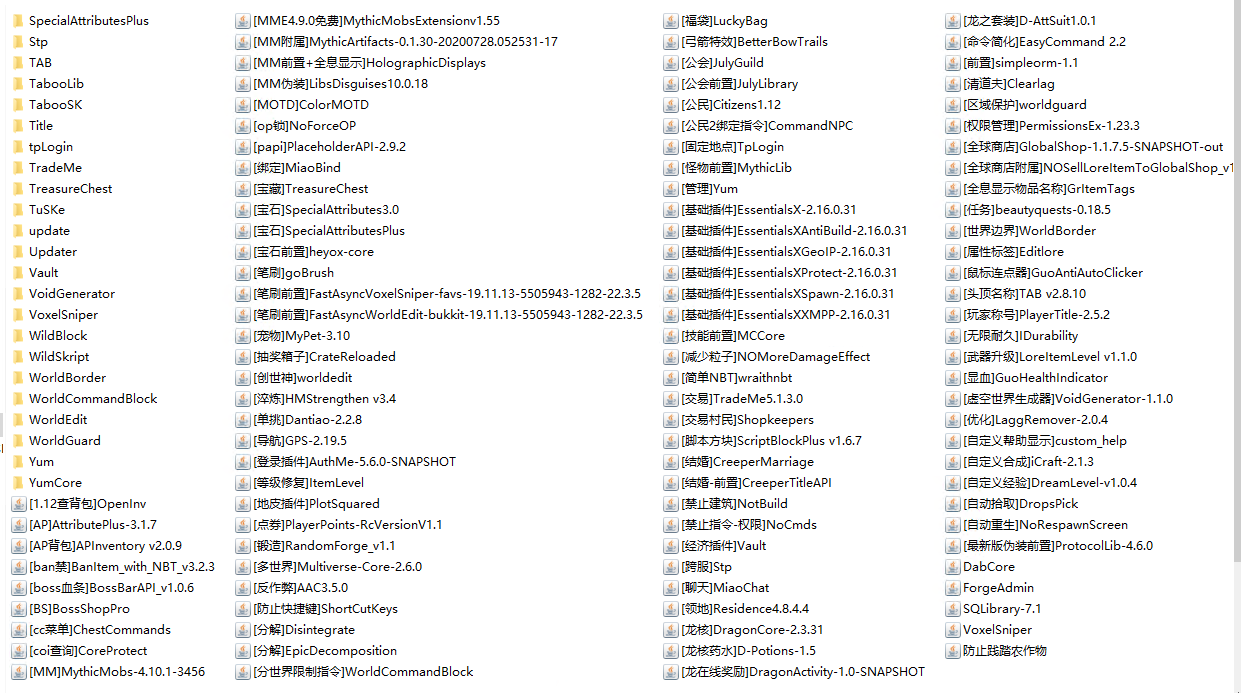 SpecialAttributesPlus
Stp
TAB
TabooLib
TabooSK
Title
tpLogin
TradeMe
TreasureChest
TuSKe
update
Updater
Vault
VoidGenerator
VoxelSniper
WildBlock
WildSkript
WorldBorder
WorldCommandBlock
WorldEdit
WorldGuard
Yum
YumCore
[1.12查背包]OpenInv
[AP]AttributePlus-3.1.7
[AP背包]APInventory v2.0.9
[ban禁]BanItem_with_NBT_v3.2.3
[boss血条]BossBarAPI_v1.0.6
[BS]BossShopPro
[cc菜单]ChestCommands
[coi查询]CoreProtect
[MM]MythicMobs-4.10.1-3456
[MME4.9.0免费]MythicMobsExtensionv1.55
[MM附属]MythicArtifacts-0.1.30-20200728.052531-17
[MM前置+全息显示]HolographicDisplays
[MM伪装]LibsDisguises10.0.18
[MOTD]ColorMOTD
[op锁]NoForceOP
[papi]PlaceholderAPI-2.9.2
[绑定]MiaoBind
[宝藏]TreasureChest
[宝石]SpecialAttributes3.0
[宝石]SpecialAttributesPlus
[宝石前置]heyox-core
[笔刷]goBrush
[笔刷前置]FastAsyncVoxelSniper-favs-19.11.13-5505943-1282-22.3.5
[笔刷前置]FastAsyncWorldEdit-bukkit-19.11.13-5505943-1282-22.3.5
[宠物]MyPet-3.10
[抽奖箱子]CrateReloaded
[创世神]worldedit
[淬炼]HMStrengthen v3.4
[单挑]Dantiao-2.2.8
[导航]GPS-2.19.5
[登录插件]AuthMe-5.6.0-SNAPSHOT
[等级修复]ItemLevel
[地皮插件]PlotSquared
[点券]PlayerPoints-RcVersionV1.1
[锻造]RandomForge_v1.1
[多世界]Multiverse-Core-2.6.0
[反作弊]AAC3.5.0
[防止快捷键]ShortCutKeys
[分解]Disintegrate
[分解]EpicDecomposition
[分世界限制指令]WorldCommandBlock
[福袋]LuckyBag
[弓箭特效]BetterBowTrails
[公会]JulyGuild
[公会前置]JulyLibrary
[公民]Citizens1.12
[公民2绑定指令]CommandNPC
[固定地点]TpLogin
[怪物前置]MythicLib
[管理]Yum
[基础插件]EssentialsX-2.16.0.31
[基础插件]EssentialsXAntiBuild-2.16.0.31
[基础插件]EssentialsXGeoIP-2.16.0.31
[基础插件]EssentialsXProtect-2.16.0.31
[基础插件]EssentialsXSpawn-2.16.0.31
[基础插件]EssentialsXXMPP-2.16.0.31
[技能前置]MCCore
[减少粒子]NOMoreDamageEffect
[简单NBT]wraithnbt
[交易]TradeMe5.1.3.0
[交易村民]Shopkeepers
[脚本方块]ScriptBlockPlus v1.6.7
[结婚]CreeperMarriage
[结婚-前置]CreeperTitleAPI
[禁止建筑]NotBuild
[禁止指令-权限]NoCmds
[经济插件]Vault
[跨服]Stp
[聊天]MiaoChat
[领地]Residence4.8.4.4
[龙核]DragonCore-2.3.31
[龙核药水]D-Potions-1.5
[龙在线奖励]DragonActivity-1.0-SNAPSHOT
[龙之套装]D-AttSuit1.0.1
[命令简化]EasyCommand 2.2
[前置]simpleorm-1.1
[清道夫]Clearlag
[区域保护]worldguard
[权限管理]PermissionsEx-1.23.3
[全球商店]GlobalShop-1.1.7.5-SNAPSHOT-out
[全球商店附属]NOSellLoreItemToGlobalShop_v1
[全息显示物品名称]GrItemTags
[任务]beautyquests-0.18.5
[世界边界]WorldBorder
[属性标签]Editlore
[鼠标连点器]GuoAntiAutoClicker
[头顶名称]TAB v2.8.10
[玩家称号]PlayerTitle-2.5.2
[无限耐久]IDurability
[武器升级]LoreItemLevel v1.1.0
[显血]GuoHealthIndicator
[虚空世界生成器]VoidGenerator-1.1.0
[优化]LaggRemover-2.0.4
[自定义帮助显示]custom_help
[自定义合成]iCraft-2.1.3
[自定义经验]DreamLevel-v1.0.4
[自动拾取]DropsPick
[自动重生]NoRespawnScreen
[最新版伪装前置]ProtocolLib-4.6.0
DabCore
ForgeAdmin
SQLibrary-7.1
VoxelSniper
防止践踏农作物